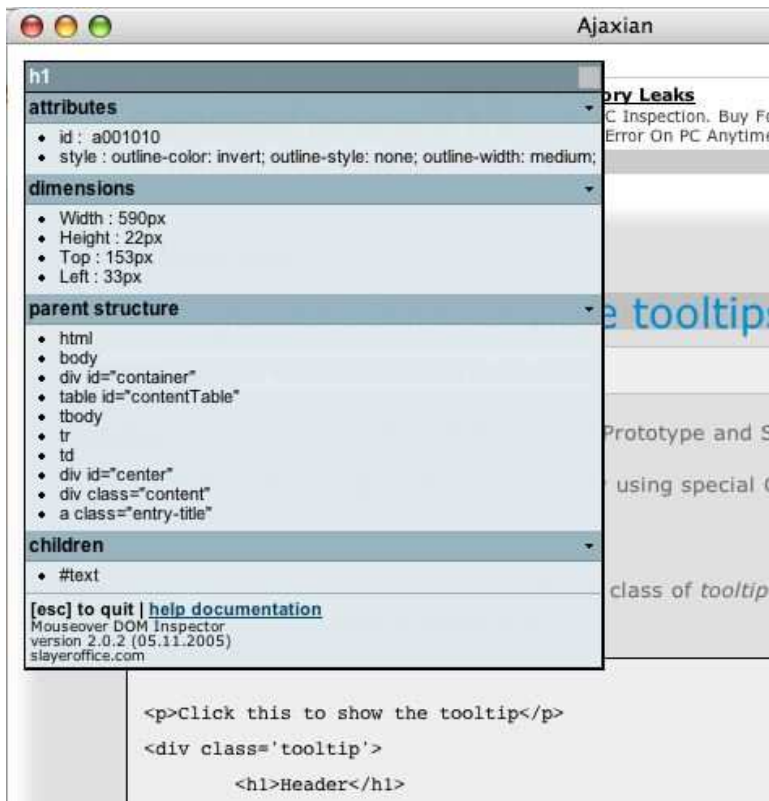 Ajaxian
h1
attributes
id : a001010
style : outline-color: invert; outline-style: none; outline-width: medium;
dimensions
Width : 590px
Height : 22px
Top : 153px
Left : 33px
parent structure
html
body
div id="container"
table id="contentTable"
tbody
tr
td
div id="center"
div class="content"
a class="entry-title"
children
#text
[esc] to quit | help documentation
Mouseover DOM Inspector
version 2.0.2 (05.11.2005)
slayeroffice.com
ory Leaks
C Inspection. Buy Fo
Error On PC Anytime
e tooltips
Prototype and S
using special
class of tooltip
<p>Click this to show the tooltip</p>
<div class='tooltip'>
<h1>Header</h1>